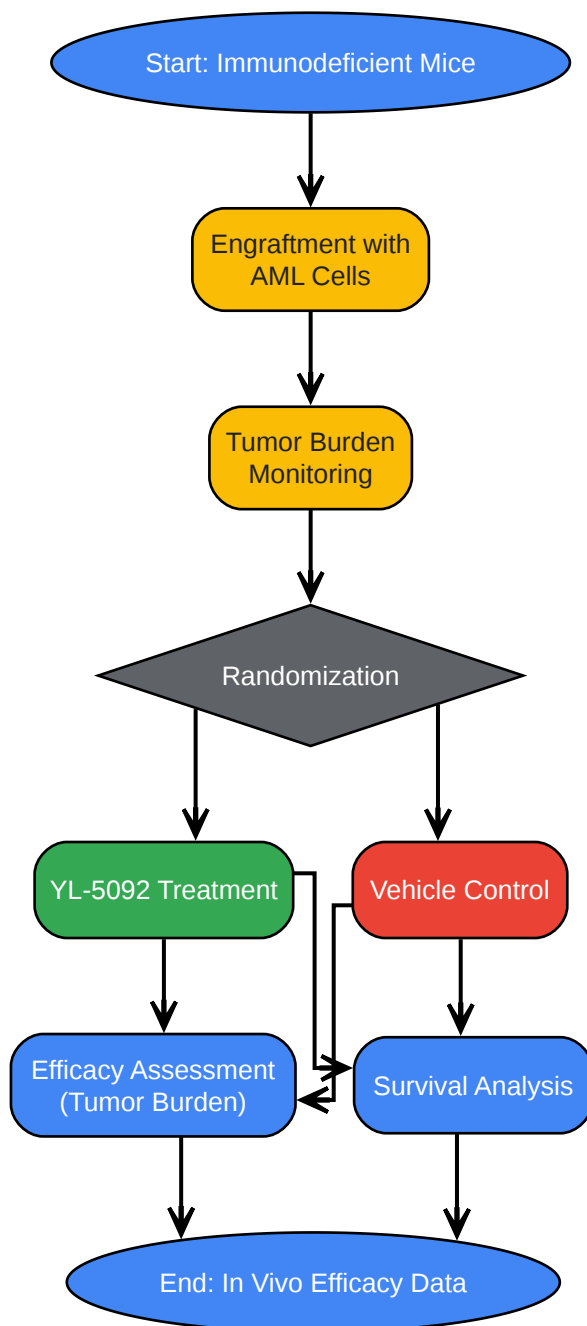 Start: Immunodeficient Mice
Engraftment with
AML Cells
Tumor Burden
Monitoring
Randomization
YL-5092 Treatment
Vehicle Control
Efficacy Assessment
(Tumor Burden)
Survival Analysis
End: In Vivo Efficacy Data